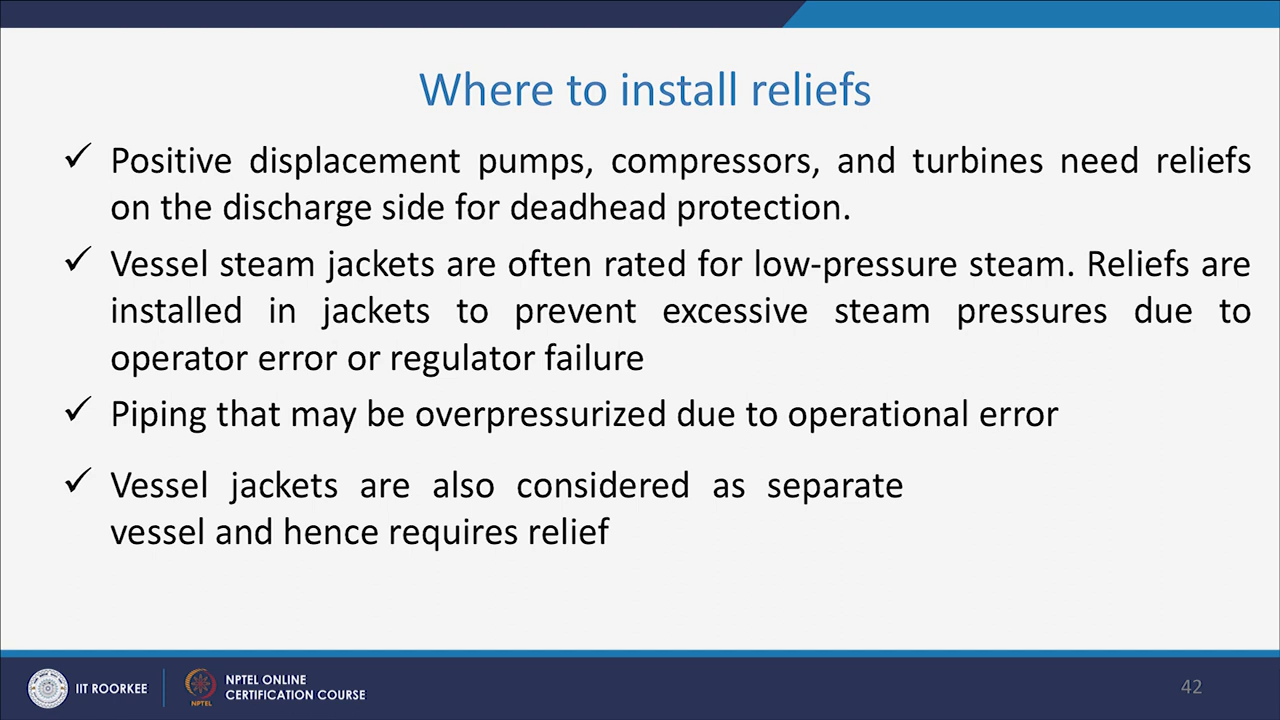 Where to install reliefs
✓ Positive displacement pumps, compressors, and turbines need reliefs
on the discharge side for deadhead protection.
✓ Vessel steam jackets are often rated for low-pressure steam. Reliefs are
installed in jackets to prevent excessive steam pressures due to
operator error or regulator failure
✓ Piping that may be overpressurized due to operational error
✓ Vessel jackets are also considered as separate
vessel and hence requires relief
IIT ROORKEE
NPTEL
NPTEL ONLINE
CERTIFICATION COURSE
42